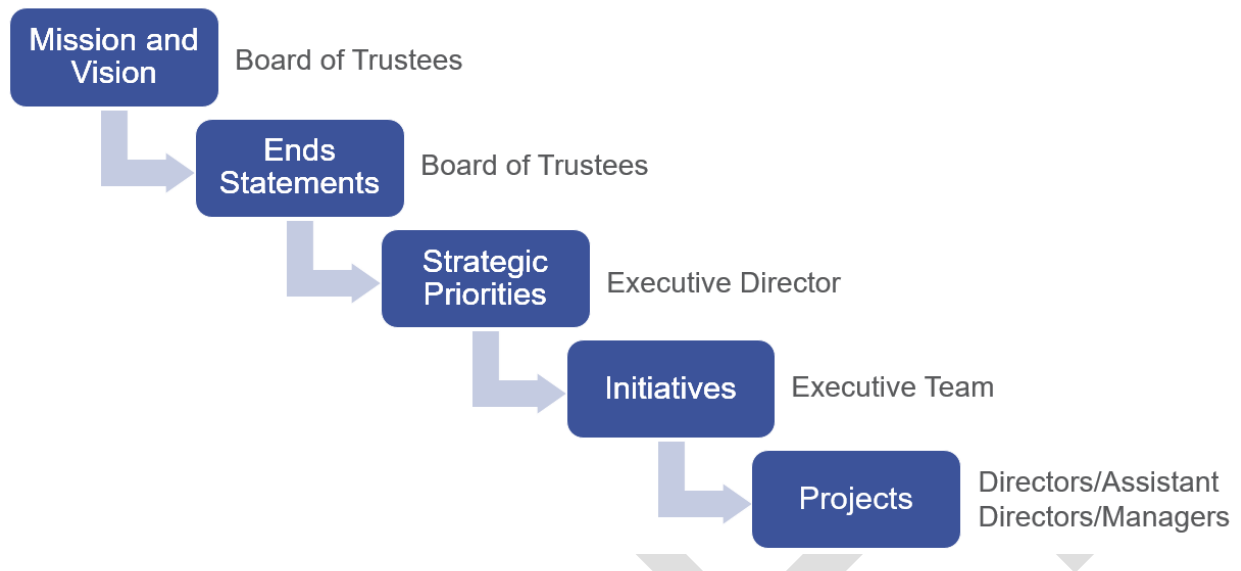 Mission and
Vision
Board of Trustees
Ends
Statements
Board of Trustees
Strategic
Priorities
Executive Director
Initiatives
Executive Team
Projects
Directors/Assistant
Directors/Managers